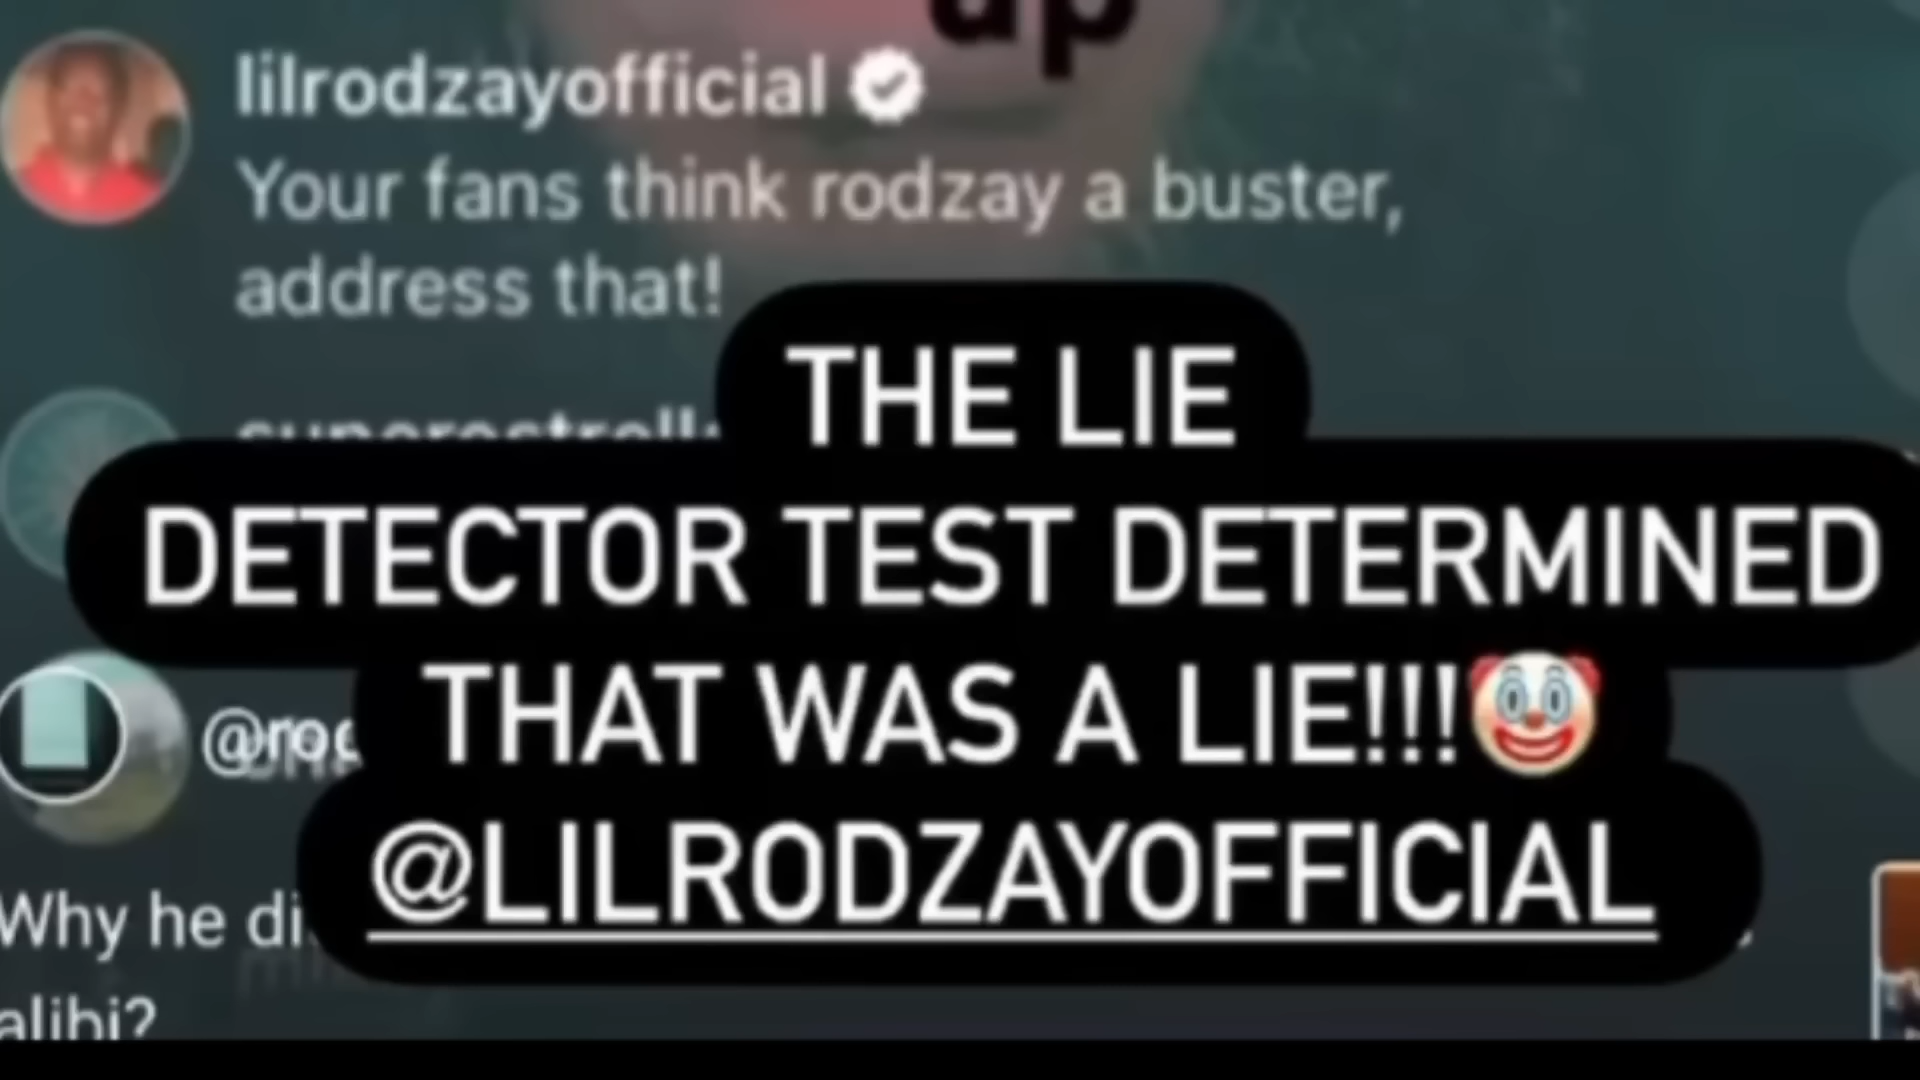 up
lilrodzayofficial
Your fans think rodzay a buster,
address that!
THE LIE
DETECTOR TEST DETERMINED
THAT WAS A LIE!!!🤡
@LILRODZAYOFFICIAL
Why he
alibi?